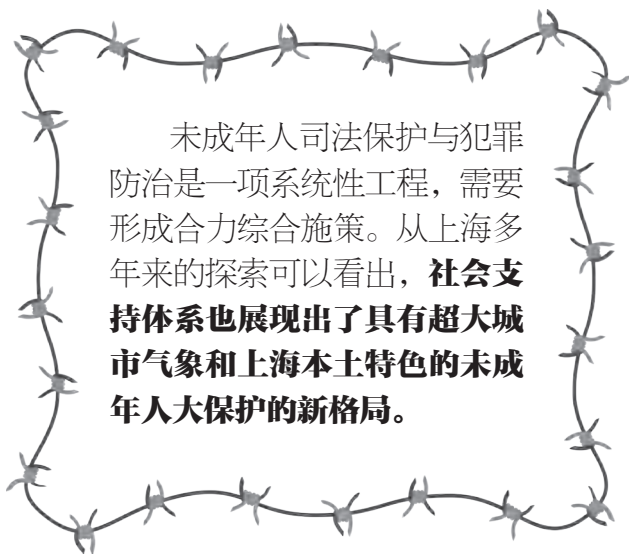 未成年人司法保护与犯罪
防治是一项系统性工程，需要
形成合力综合施策。从上海多
年来的探索可以看出，社会支
持体系也展现出了具有超大城
市气象和上海本土特色的未成
年人大保护的新格局。